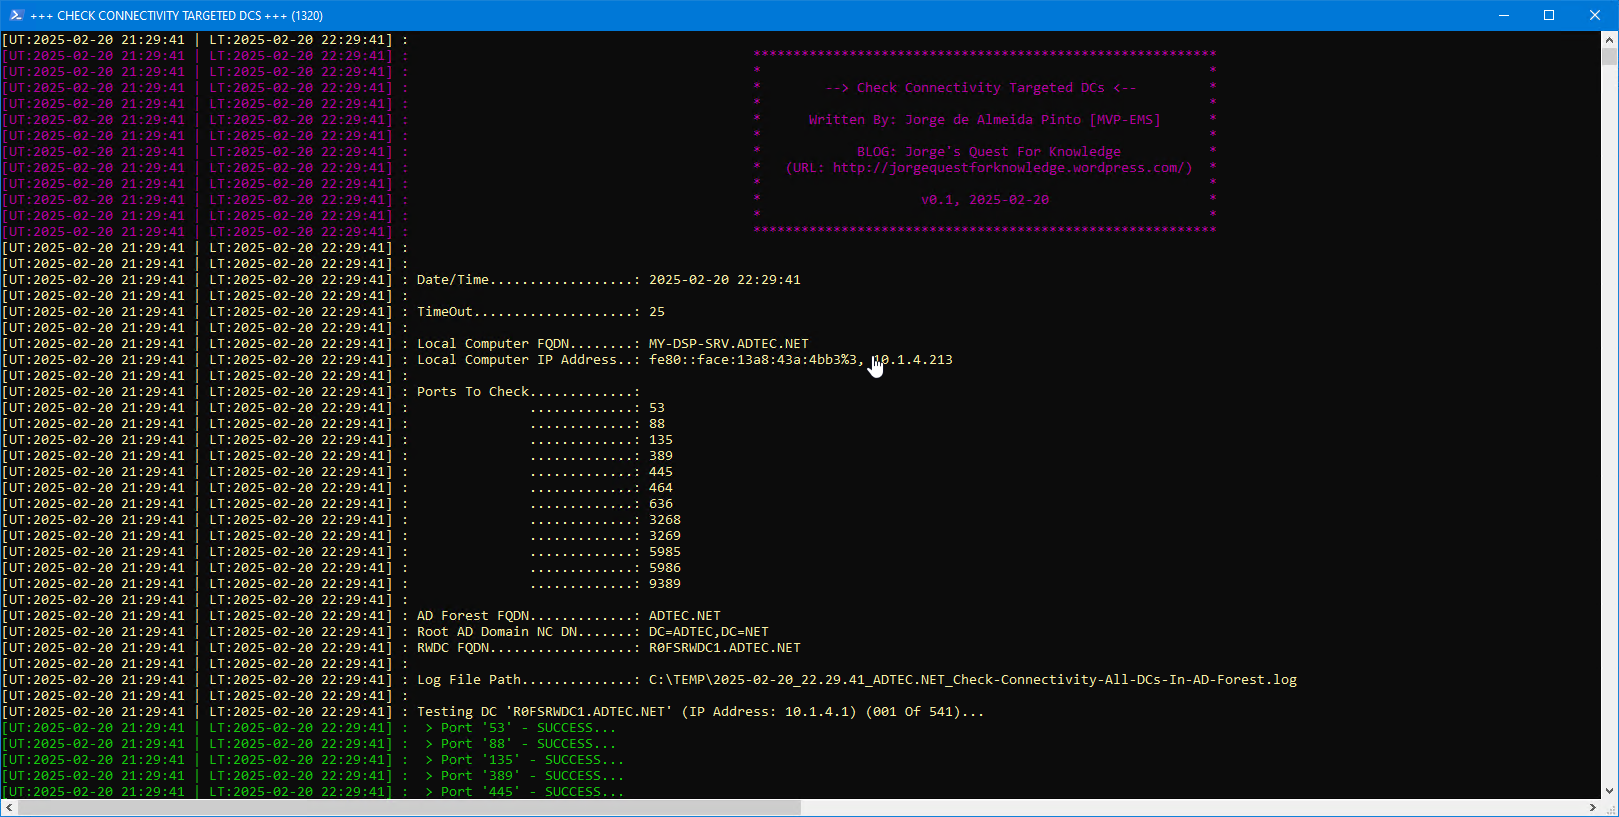 +++ CHECK CONNECTIVITY TARGETED DCS +++ (1320)
[UT:2025-02-20 21:29:41 | LT:2025-02-20 22:29:41] :
[UT:2025-02-20 21:29:41 | LT:2025-02-20 22:29:41] : **********************************************************
[UT:2025-02-20 21:29:41 | LT:2025-02-20 22:29:41] : * *
[UT:2025-02-20 21:29:41 | LT:2025-02-20 22:29:41] : * --> Check Connectivity Targeted DCs <-- *
[UT:2025-02-20 21:29:41 | LT:2025-02-20 22:29:41] : * *
[UT:2025-02-20 21:29:41 | LT:2025-02-20 22:29:41] : * Written By: Jorge de Almeida Pinto [MVP-EMS] *
[UT:2025-02-20 21:29:41 | LT:2025-02-20 22:29:41] : * *
[UT:2025-02-20 21:29:41 | LT:2025-02-20 22:29:41] : * BLOG: Jorge's Quest For Knowledge *
[UT:2025-02-20 21:29:41 | LT:2025-02-20 22:29:41] : * (URL: http://jorgequestforknowledge.wordpress.com/) *
[UT:2025-02-20 21:29:41 | LT:2025-02-20 22:29:41] : * *
[UT:2025-02-20 21:29:41 | LT:2025-02-20 22:29:41] : * v0.1, 2025-02-20 *
[UT:2025-02-20 21:29:41 | LT:2025-02-20 22:29:41] : * *
[UT:2025-02-20 21:29:41 | LT:2025-02-20 22:29:41] : **********************************************************
[UT:2025-02-20 21:29:41 | LT:2025-02-20 22:29:41] :
[UT:2025-02-20 21:29:41 | LT:2025-02-20 22:29:41] :
[UT:2025-02-20 21:29:41 | LT:2025-02-20 22:29:41] : Date/Time..................: 2025-02-20 22:29:41
[UT:2025-02-20 21:29:41 | LT:2025-02-20 22:29:41] :
[UT:2025-02-20 21:29:41 | LT:2025-02-20 22:29:41] : TimeOut....................: 25
[UT:2025-02-20 21:29:41 | LT:2025-02-20 22:29:41] :
[UT:2025-02-20 21:29:41 | LT:2025-02-20 22:29:41] : Local Computer FQDN........: MY-DSP-SRV.ADTEC.NET
[UT:2025-02-20 21:29:41 | LT:2025-02-20 22:29:41] : Local Computer IP Address..: fe80::face:13a8:43a:4bb3%3, 10.1.4.213
[UT:2025-02-20 21:29:41 | LT:2025-02-20 22:29:41] :
[UT:2025-02-20 21:29:41 | LT:2025-02-20 22:29:41] : Ports To Check.............:
[UT:2025-02-20 21:29:41 | LT:2025-02-20 22:29:41] : .............: 53
[UT:2025-02-20 21:29:41 | LT:2025-02-20 22:29:41] : .............: 88
[UT:2025-02-20 21:29:41 | LT:2025-02-20 22:29:41] : .............: 135
[UT:2025-02-20 21:29:41 | LT:2025-02-20 22:29:41] : .............: 389
[UT:2025-02-20 21:29:41 | LT:2025-02-20 22:29:41] : .............: 445
[UT:2025-02-20 21:29:41 | LT:2025-02-20 22:29:41] : .............: 464
[UT:2025-02-20 21:29:41 | LT:2025-02-20 22:29:41] : .............: 636
[UT:2025-02-20 21:29:41 | LT:2025-02-20 22:29:41] : .............: 3268
[UT:2025-02-20 21:29:41 | LT:2025-02-20 22:29:41] : .............: 3269
[UT:2025-02-20 21:29:41 | LT:2025-02-20 22:29:41] : .............: 5985
[UT:2025-02-20 21:29:41 | LT:2025-02-20 22:29:41] : .............: 5986
[UT:2025-02-20 21:29:41 | LT:2025-02-20 22:29:41] : .............: 9389
[UT:2025-02-20 21:29:41 | LT:2025-02-20 22:29:41] :
[UT:2025-02-20 21:29:41 | LT:2025-02-20 22:29:41] : AD Forest FQDN.............: ADTEC.NET
[UT:2025-02-20 21:29:41 | LT:2025-02-20 22:29:41] : Root AD Domain NC DN.......: DC=ADTEC,DC=NET
[UT:2025-02-20 21:29:41 | LT:2025-02-20 22:29:41] : RWDC FQDN..................: R0FSRWDC1.ADTEC.NET
[UT:2025-02-20 21:29:41 | LT:2025-02-20 22:29:41] :
[UT:2025-02-20 21:29:41 | LT:2025-02-20 22:29:41] : Log File Path..............: C:\TEMP\2025-02-20_22.29.41_ADTEC.NET_Check-Connectivity-All-DCs-In-AD-Forest.log
[UT:2025-02-20 21:29:41 | LT:2025-02-20 22:29:41] :
[UT:2025-02-20 21:29:41 | LT:2025-02-20 22:29:41] : Testing DC 'R0FSRWDC1.ADTEC.NET' (IP Address: 10.1.4.1) (001 Of 541)...
[UT:2025-02-20 21:29:41 | LT:2025-02-20 22:29:41] : > Port '53' - SUCCESS...
[UT:2025-02-20 21:29:41 | LT:2025-02-20 22:29:41] : > Port '88' - SUCCESS...
[UT:2025-02-20 21:29:41 | LT:2025-02-20 22:29:41] : > Port '135' - SUCCESS...
[UT:2025-02-20 21:29:41 | LT:2025-02-20 22:29:41] : > Port '389' - SUCCESS...
[UT:2025-02-20 21:29:41 | LT:2025-02-20 22:29:41] : > Port '445' - SUCCESS...